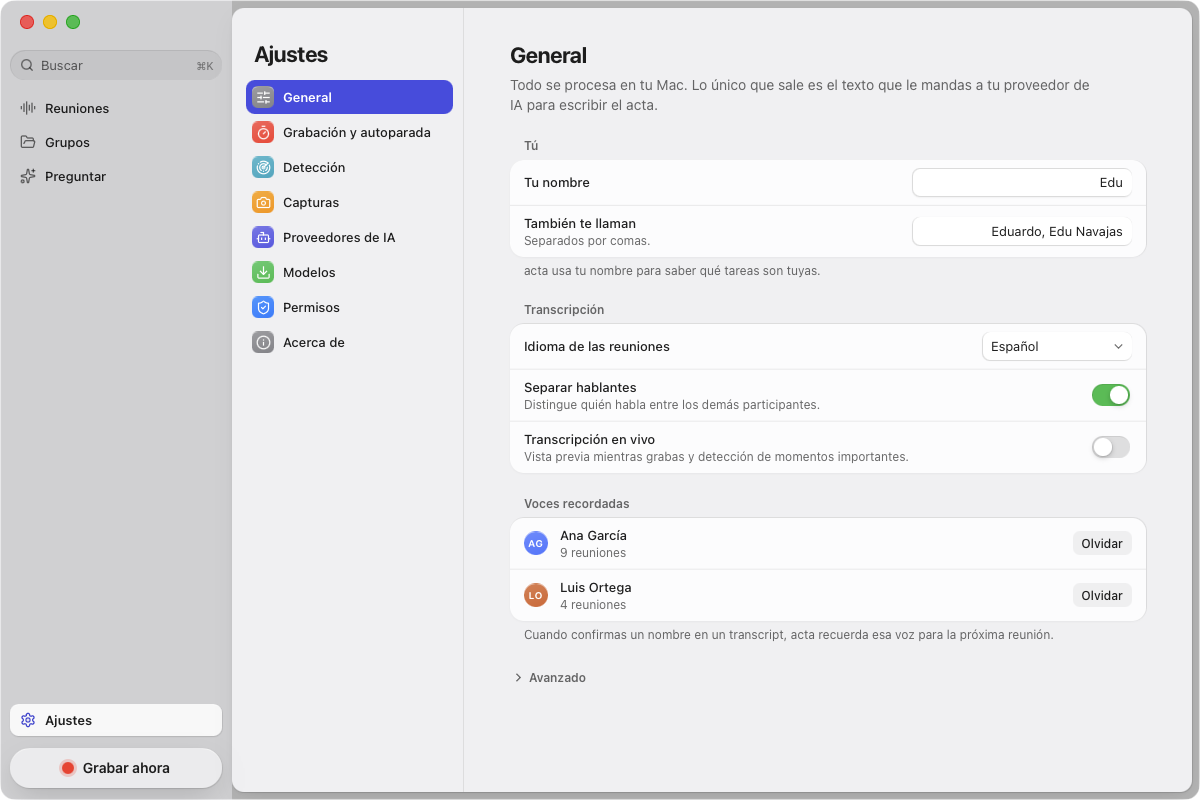 Buscar ⌘K
Reuniones
Grupos
Preguntar
Ajustes
Grabar ahora
Ajustes
General
Grabación y autoparada
Detección
Capturas
Proveedores de IA
Modelos
Permisos
Acerca de
General
Todo se procesa en tu Mac. Lo único que sale es el texto que le mandas a tu proveedor de
IA para escribir el acta.
Tú
Tu nombre Edu
También te llaman
Separados por comas.
Eduardo, Edu Navajas
acta usa tu nombre para saber qué tareas son tuyas.
Transcripción
Idioma de las reuniones Español
Separar hablantes
Distingue quién habla entre los demás participantes.
Transcripción en vivo
Vista previa mientras grabas y detección de momentos importantes.
Voces recordadas
AG
Ana García
9 reuniones
Olvidar
LO
Luis Ortega
4 reuniones
Olvidar
Cuando confirmas un nombre en un transcript, acta recuerda esa voz para la próxima reunión.
Avanzado